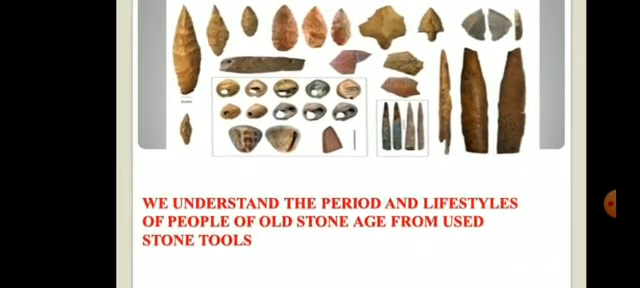 WE UNDERSTAND THE PERIOD AND LIFESTYLES
OF PEOPLE OF OLD STONE AGE FROM USED
STONE TOOLS